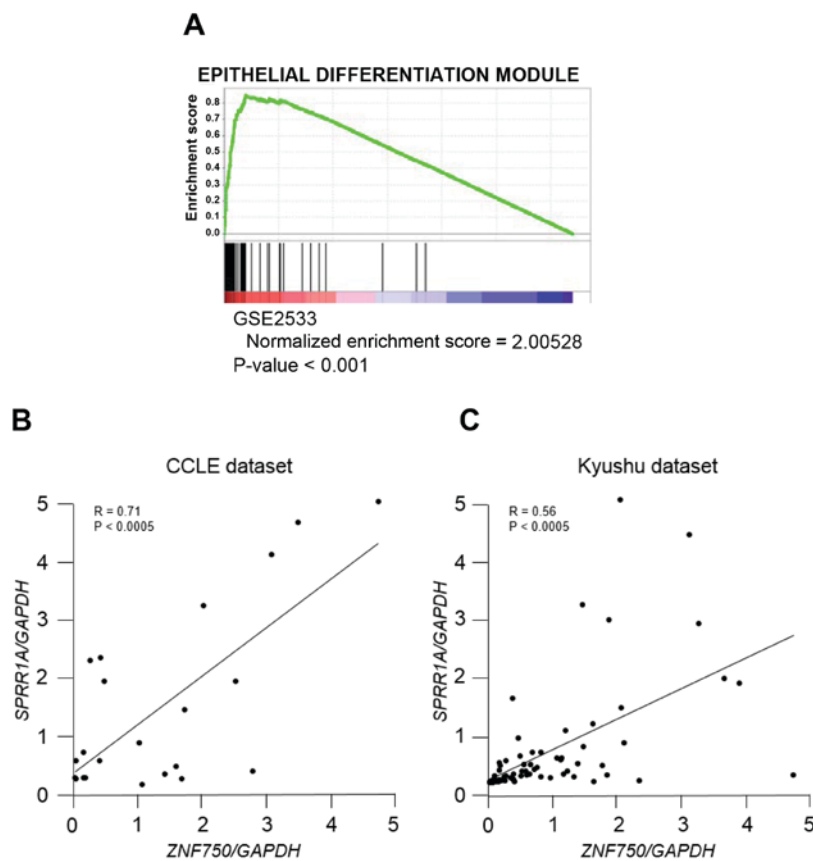 A
EPITHELIAL DIFFERENTIATION MODULE
Enrichment score
0.8
0.7
0.6
0.5
0.4
0.3
0.2
0.1
0.0
GSE2533
Normalized enrichment score = 2.00528
P-value < 0.001
B
CCLE dataset
R = 0.71
P < 0.0005
SPRR1A/GAPDH
5
4
3
2
1
0
0 1 2 3 4 5
ZNF750/GAPDH
C
Kyushu dataset
R = 0.56
P < 0.0005
SPRR1A/GAPDH
5
4
3
2
1
0
0 1 2 3 4 5
ZNF750/GAPDH